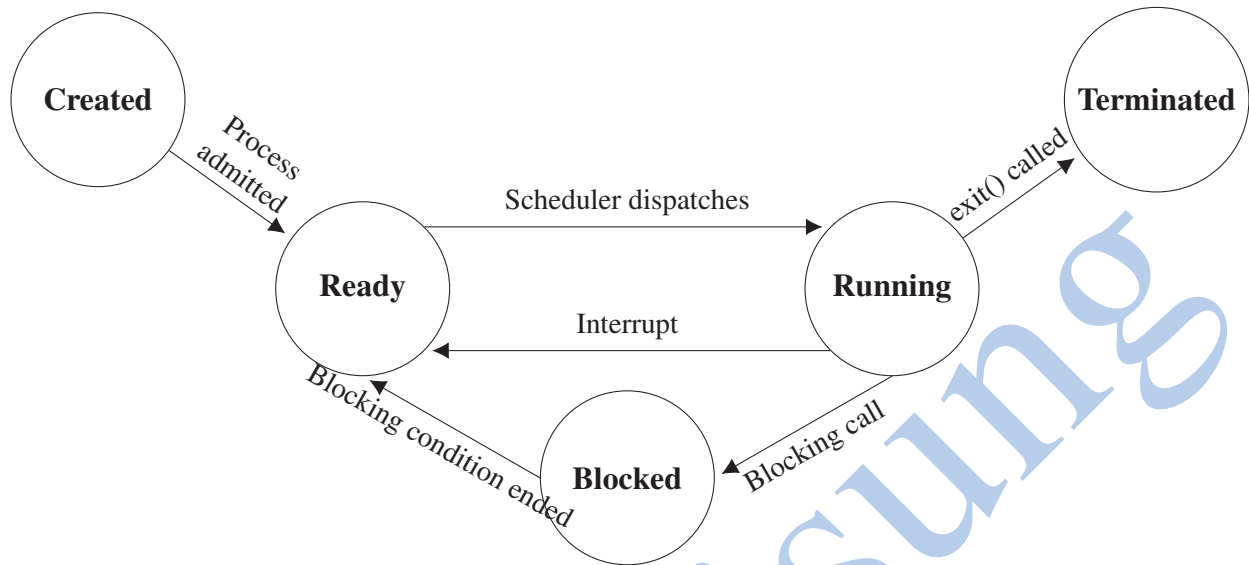 Created
Terminated
Process
admitted
Scheduler dispatches
exit() called
Ready
Running
Interrupt
Blocking condition ended
Blocking call
Blocked
sung